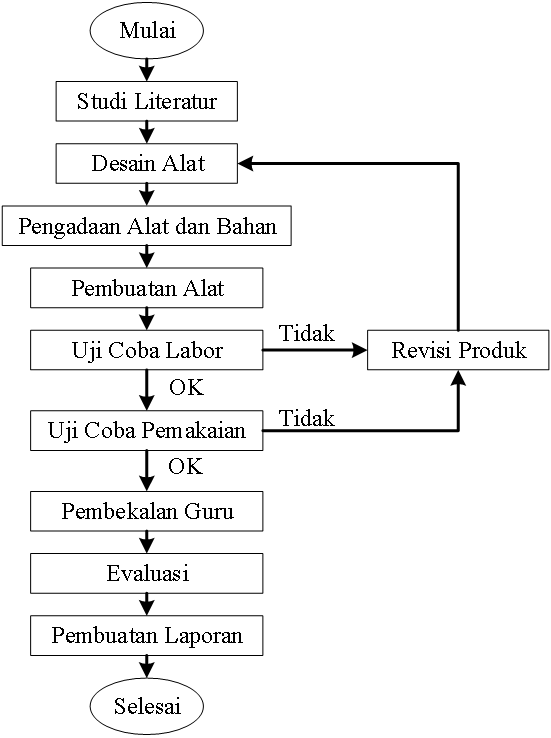 Mulai
Studi Literatur
Desain Alat
Pengadaan Alat dan Bahan
Pembuatan Alat
Uji Coba Labor
Tidak
Revisi Produk
OK
Uji Coba Pemakaian
Tidak
OK
Pembekalan Guru
Evaluasi
Pembuatan Laporan
Selesai